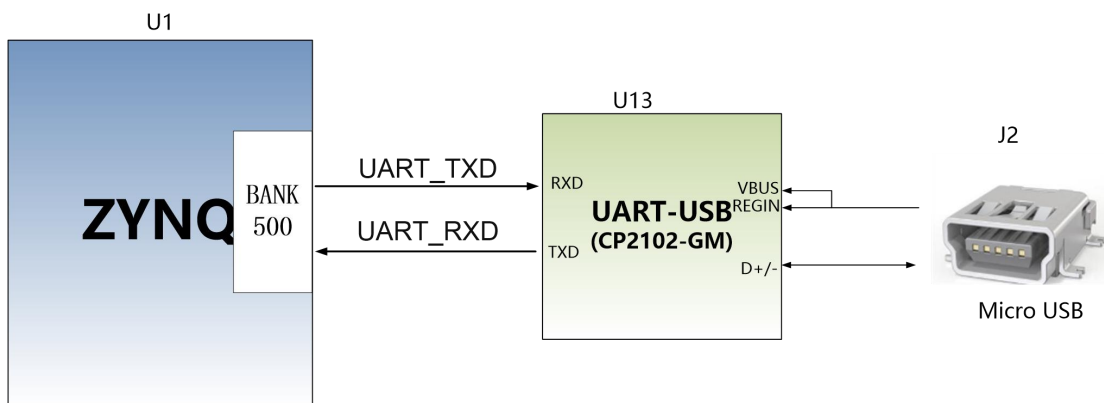 U1
U13
J2
ZYNQ
BANK
500
UART_TXD
UART_RXD
RXD
TXD
UART-USB
(CP2102-GM)
VBUS
REGIN
D+/-
Micro USB